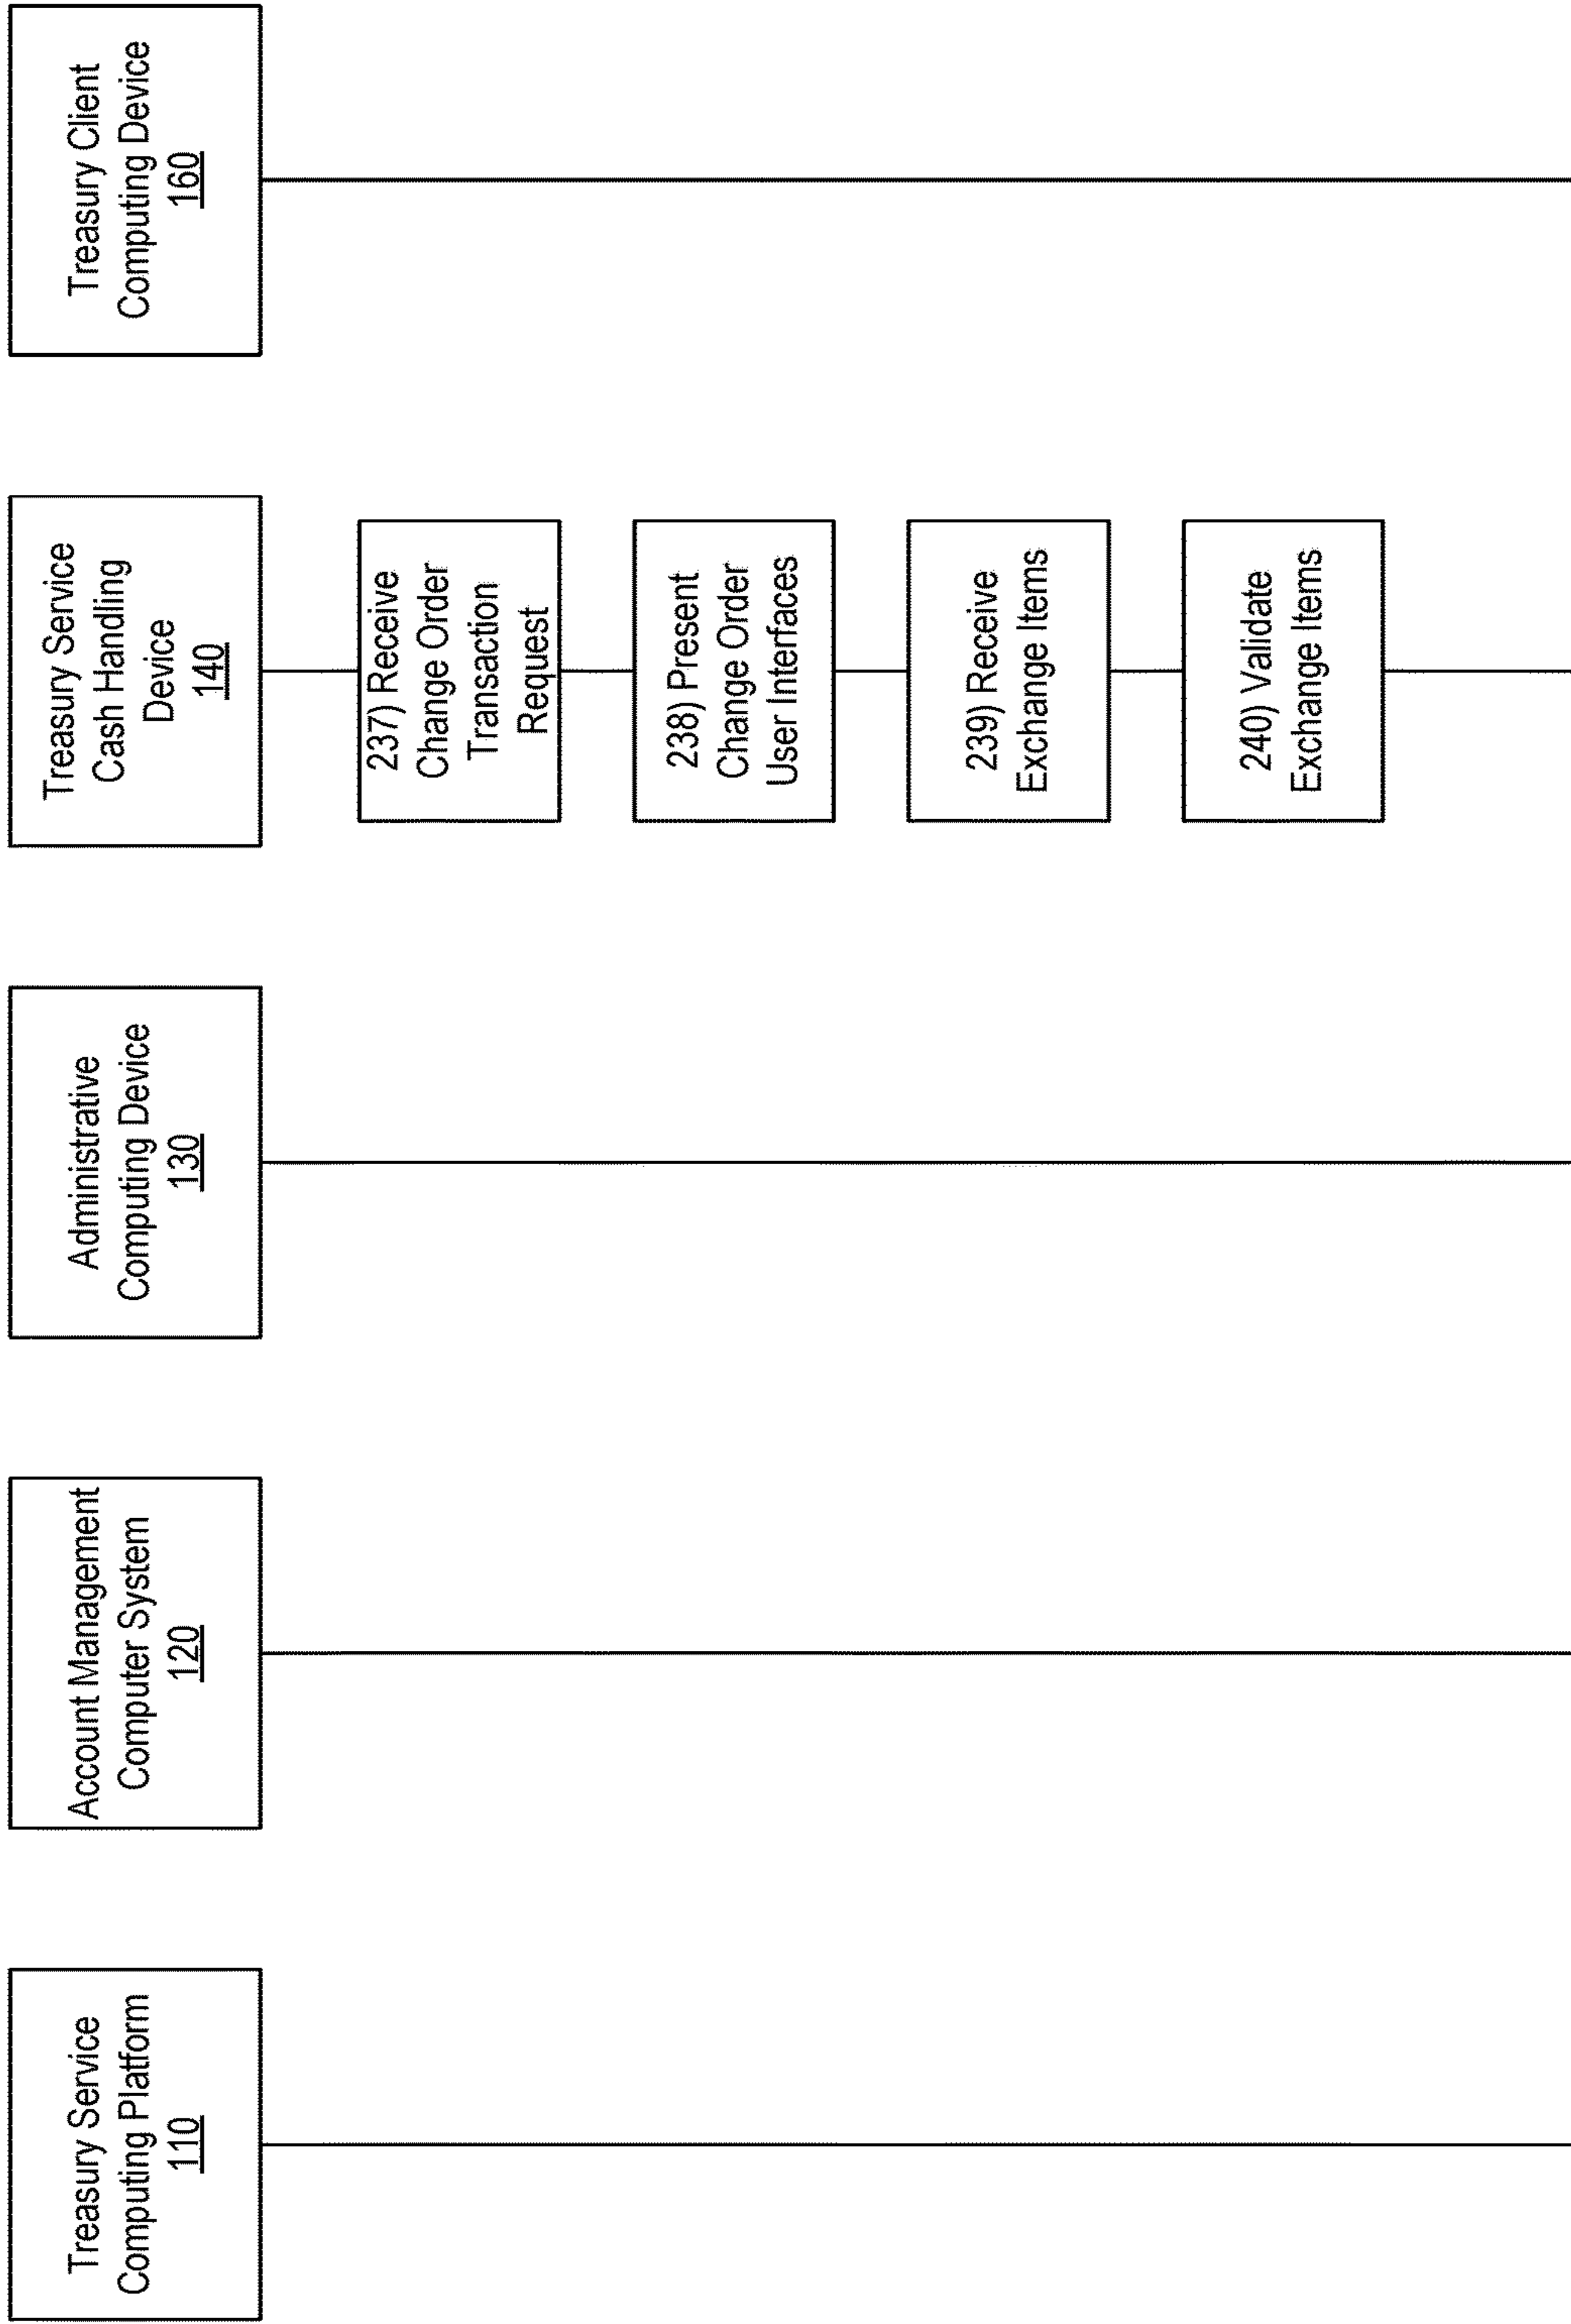 Treasury Service
Computing Platform
110
Account Management
Computer System
120
Administrative
Computing Device
130
Treasury Service
Cash Handling
Device
140
Treasury Client
Computing Device
160
237) Receive
Change Order
Transaction
Request
238) Present
Change Order
User Interfaces
239) Receive
Exchange Items
240) Validate
Exchange Items